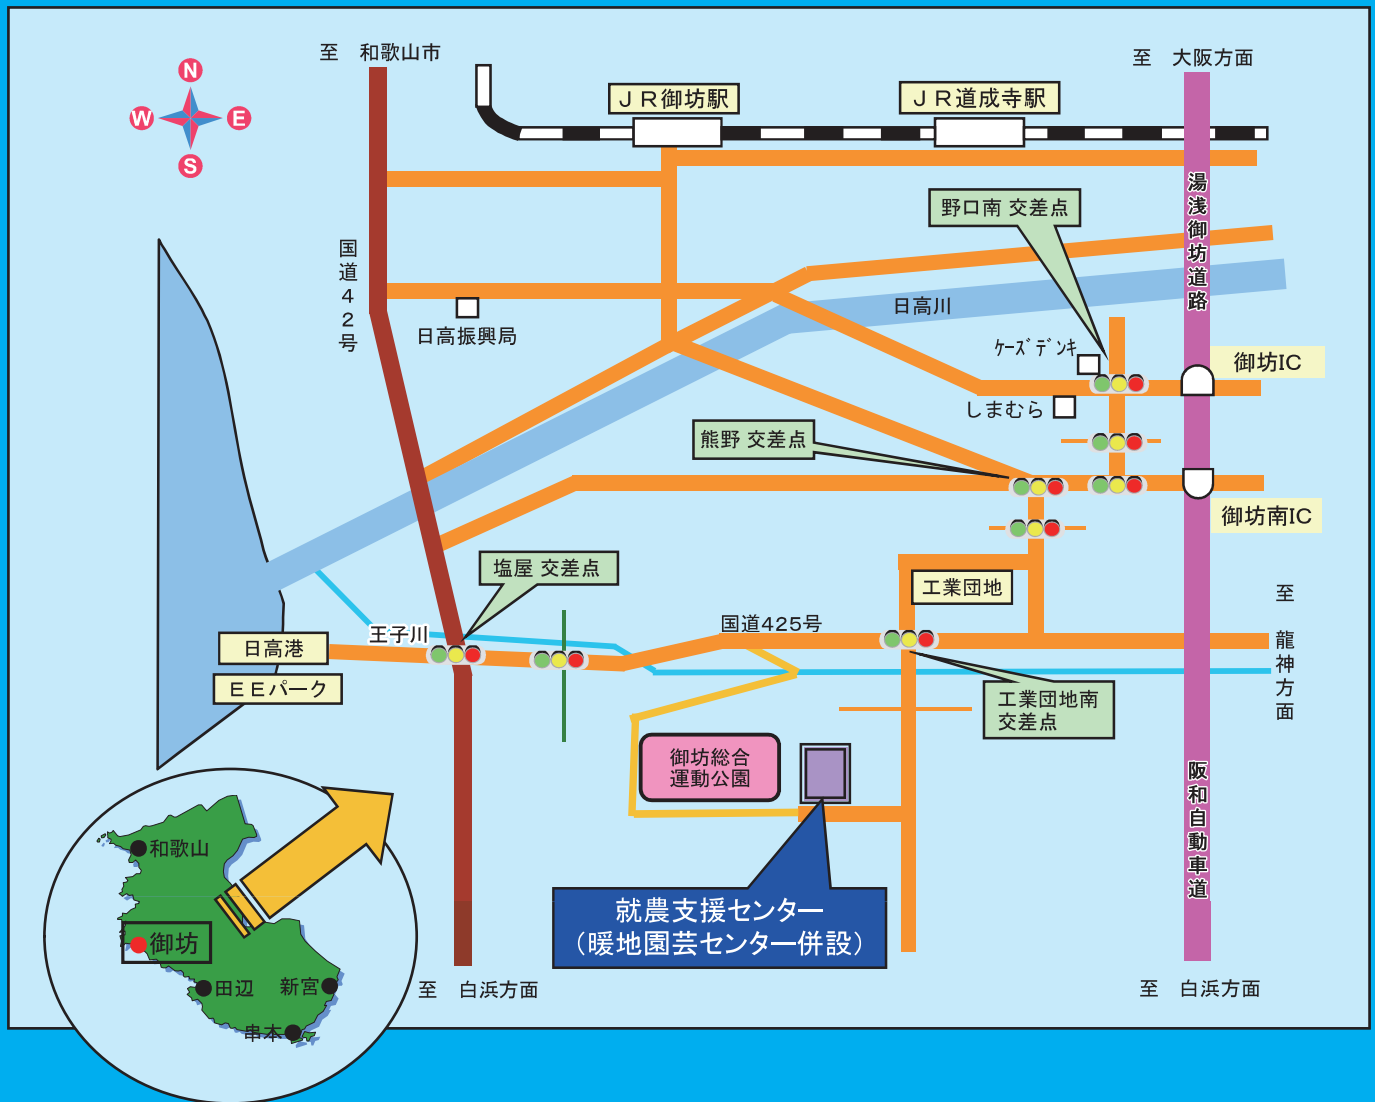 至 和歌山市
至 大阪方面
N
W
E
S
JR御坊駅
JR道成寺駅
湯浅御坊道路
野口南 交差点
国道42号
日高川
日高振興局
ケーズデンキ
御坊IC
しまむら
熊野 交差点
御坊南IC
塩屋 交差点
工業団地
至 龍神方面
国道425号
王子川
日高港
EEパーク
工業団地南
交差点
御坊総合
運動公園
阪和自動車道
和歌山
御坊
就農支援センター
(暖地園芸センター併設)
田辺
新宮
串本
至 白浜方面
至 白浜方面